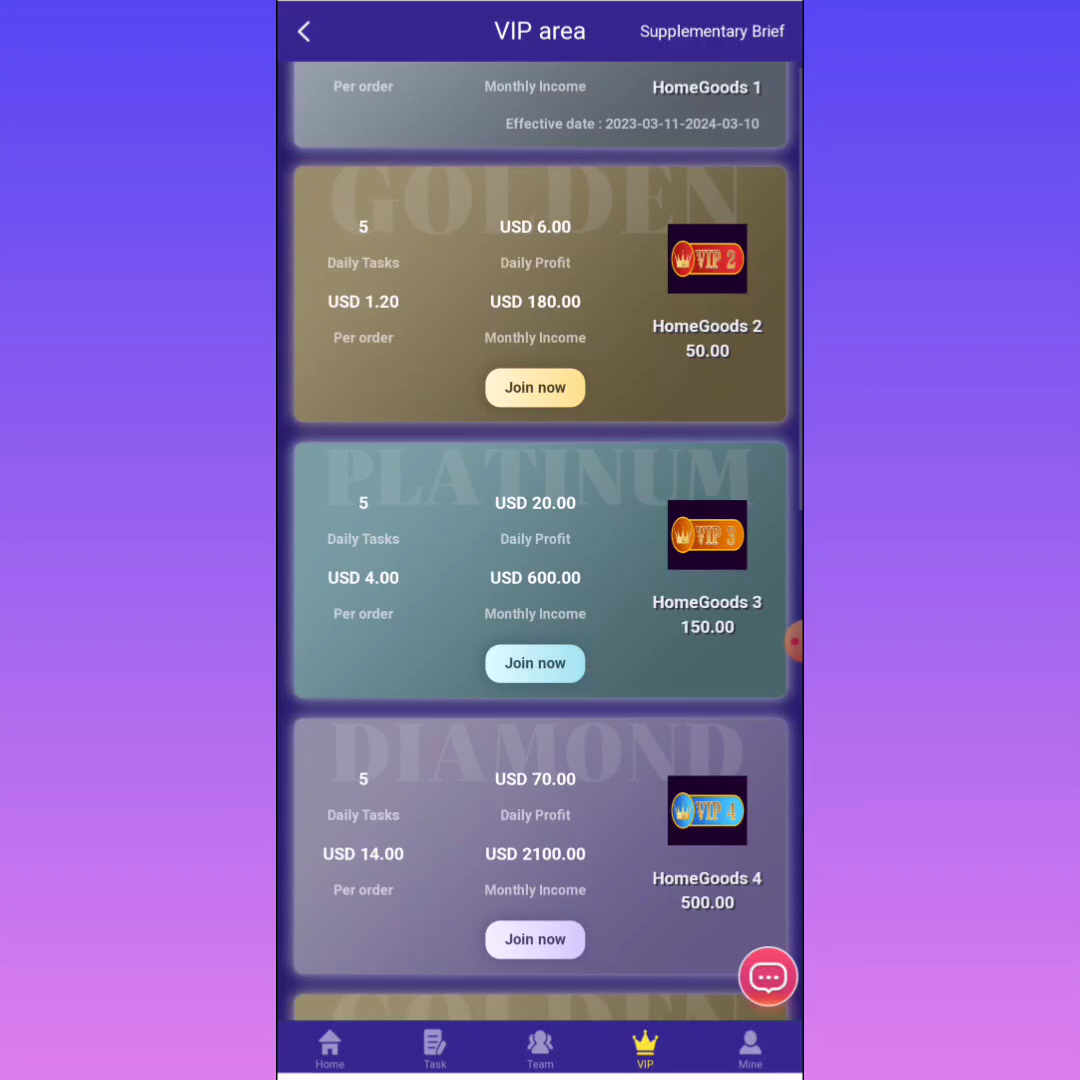 VIP area
Supplementary Brief
Per order
Monthly Income
HomeGoods 1
Effective date : 2023-03-11-2024-03-10
GOLDEN
5
USD 6.00
Daily Tasks
Daily Profit
VIP 2
USD 1.20
USD 180.00
Per order
Monthly Income
HomeGoods 2
50.00
Join now
PLATINUM
5
USD 20.00
Daily Tasks
Daily Profit
VIP 3
USD 4.00
USD 600.00
Per order
Monthly Income
HomeGoods 3
150.00
Join now
DIAMOND
5
USD 70.00
Daily Tasks
Daily Profit
VIP 4
USD 14.00
USD 2100.00
Per order
Monthly Income
HomeGoods 4
500.00
Join now
GOLDEN
Home
Task
Team
VIP
Mine